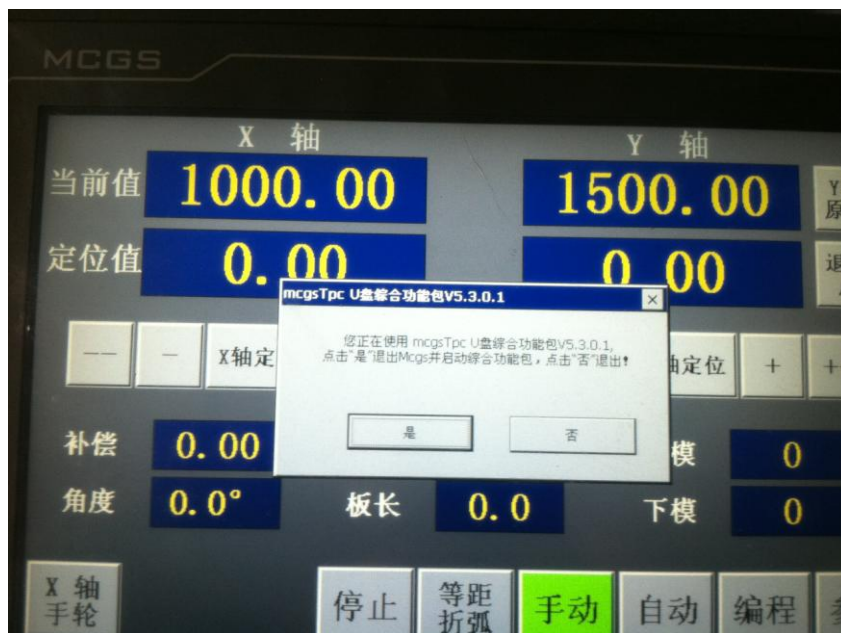 MCGS
X 轴
Y 轴
当前值
1000.00
1500.00
Y
原
定位值
0.00
0.00
退
mcgsTpc U盘综合功能包V5.3.0.1
您正在使用 mcgsTpc U盘综合功能包V5.3.0.1,
点击“是”退出Mcgs并启动综合功能包，点击“否”退出！
是
否
--
-
X轴定
轴定位
+
+
补偿
0.00
模
0
角度
0.0°
板长
0.0
下模
0
X 轴
手轮
停止
等距
折弧
手动
自动
编程